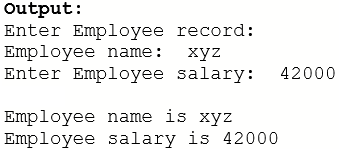 Output:
Enter Employee record:
Employee name:  xyz
Enter Employee salary:  42000

Employee name is xyz
Employee salary is 42000